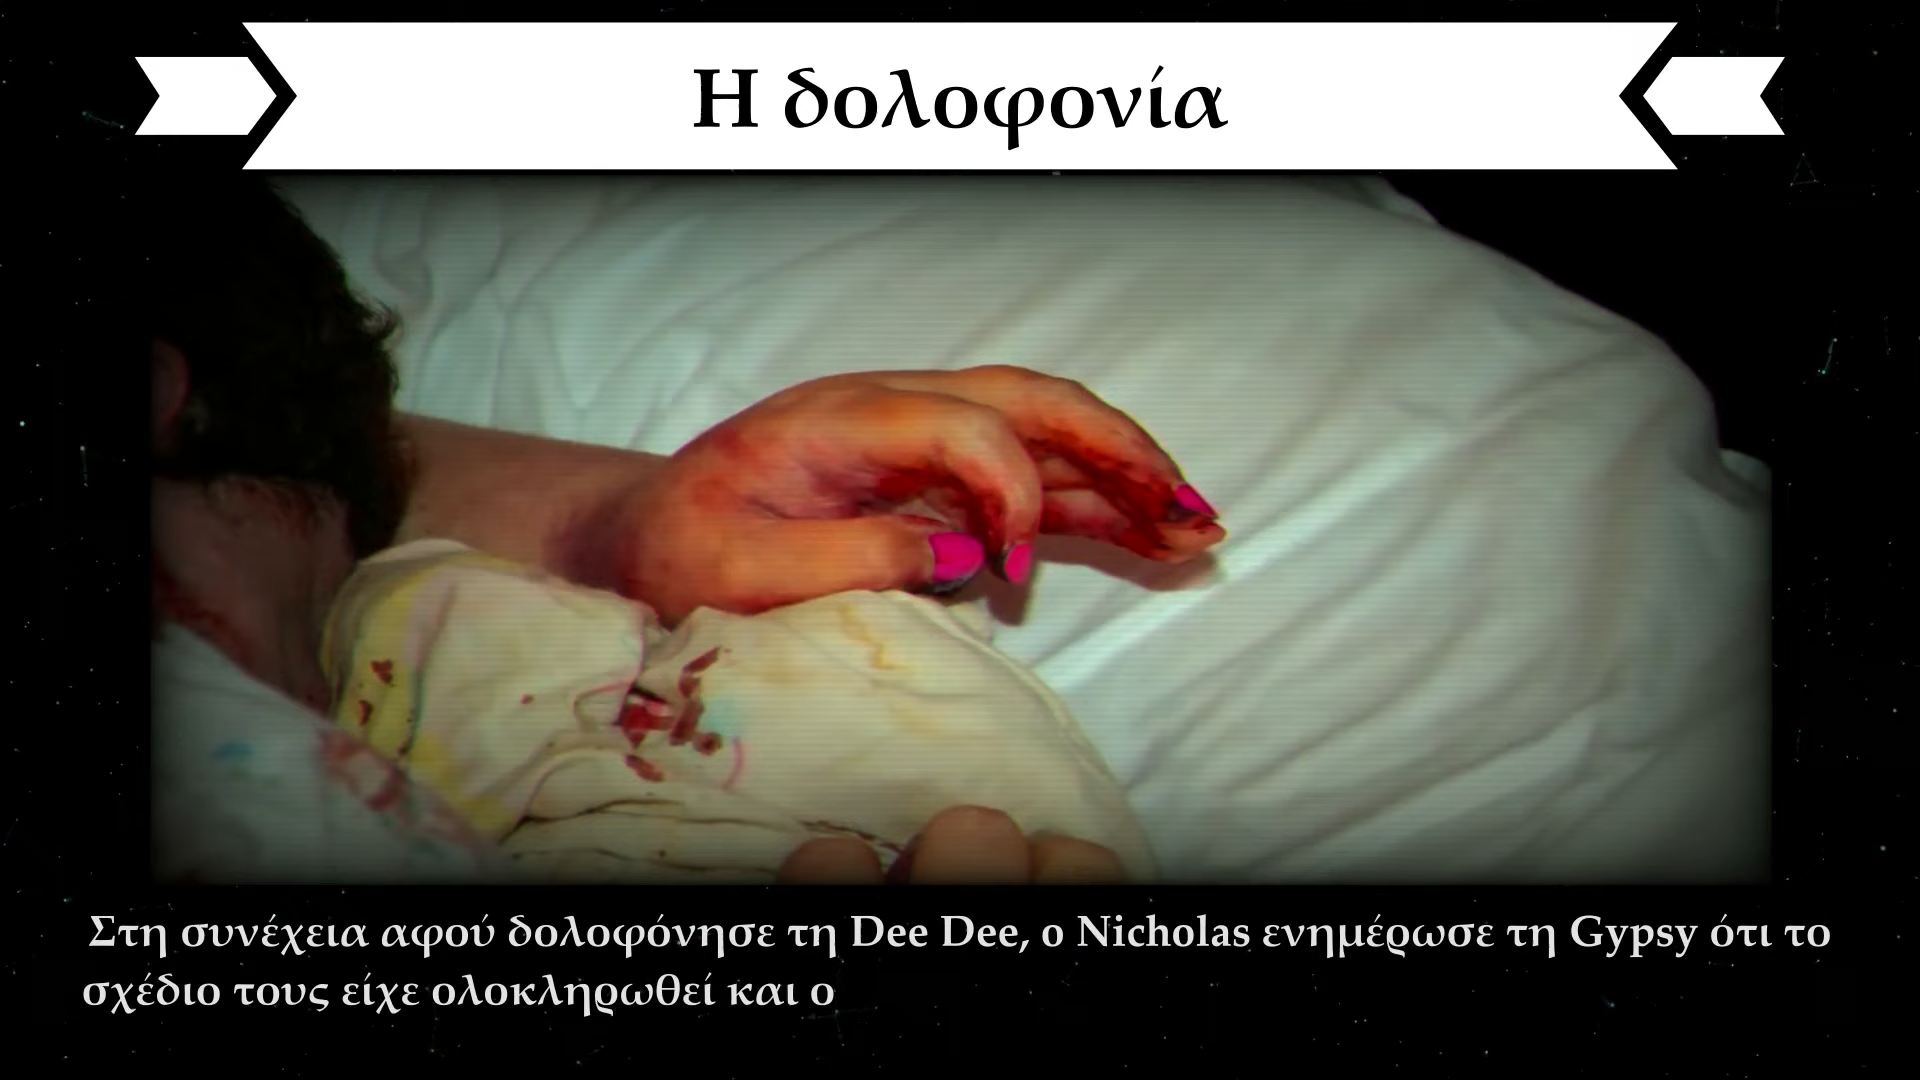 Η δολοφονία
Στη συνέχεια αφού δολοφόνησε τη Dee Dee, ο Nicholas ενημέρωσε τη Gypsy ότι το
σχέδιο τους είχε ολοκληρωθεί και ο